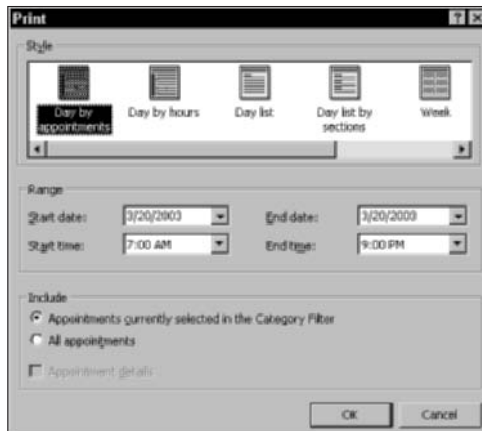 Print
Style
Day by appointments
Day by hours
Day list
Day list by sections
Week
Range
Start date: 3/20/2003 End date: 3/20/2003
Start time: 7:00 AM End time: 9:00 PM
Include
Appointments currently selected in the Category Filter
All appointments
Appointment details
OK Cancel